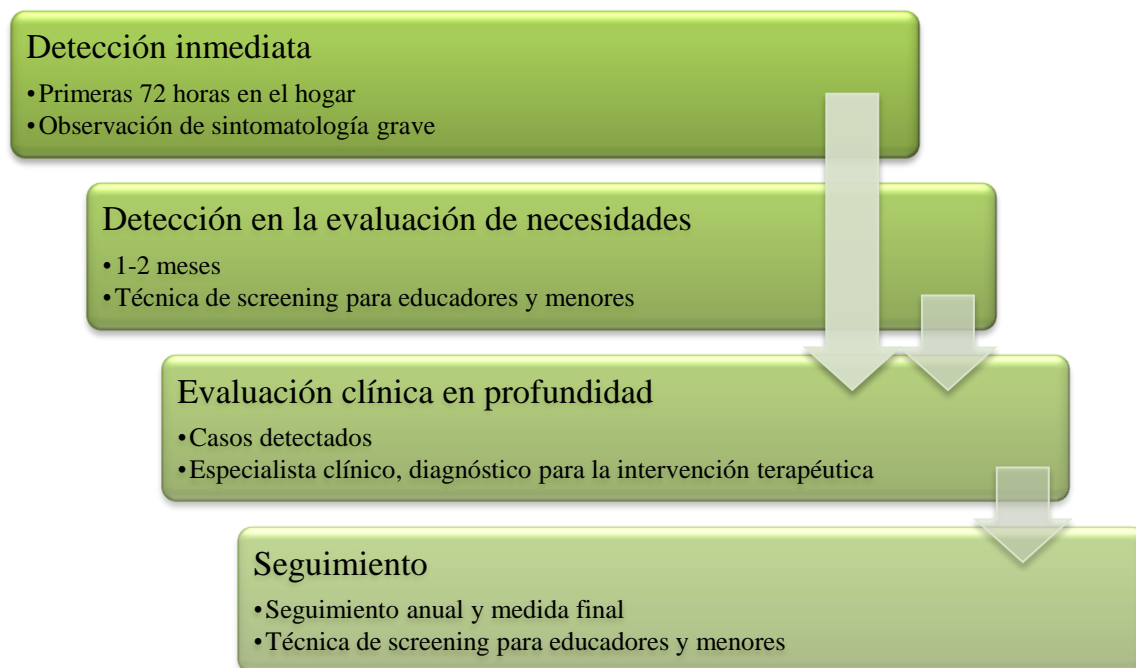 Detección inmediata
•Primeras 72 horas en el hogar
•Observación de sintomatología grave
Detección en la evaluación de necesidades
•1-2 meses
•Técnica de screening para educadores y menores
Evaluación clínica en profundidad
•Casos detectados
•Especialista clínico, diagnóstico para la intervención terapéutica
Seguimiento
•Seguimiento anual y medida final
•Técnica de screening para educadores y menores